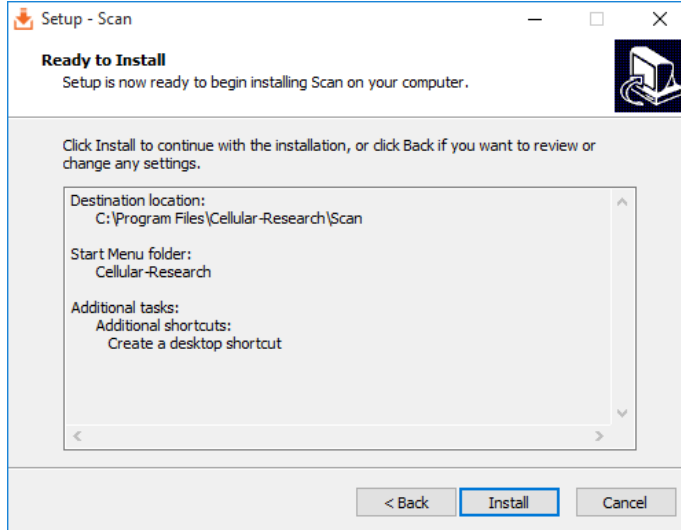 Setup - Scan
Ready to Install
Setup is now ready to begin installing Scan on your computer.
Click Install to continue with the installation, or click Back if you want to review or
change any settings.
Destination location:
C:\Program Files\Cellular-Research\Scan
Start Menu folder:
Cellular-Research
Additional tasks:
Additional shortcuts:
Create a desktop shortcut
< Back
Install
Cancel